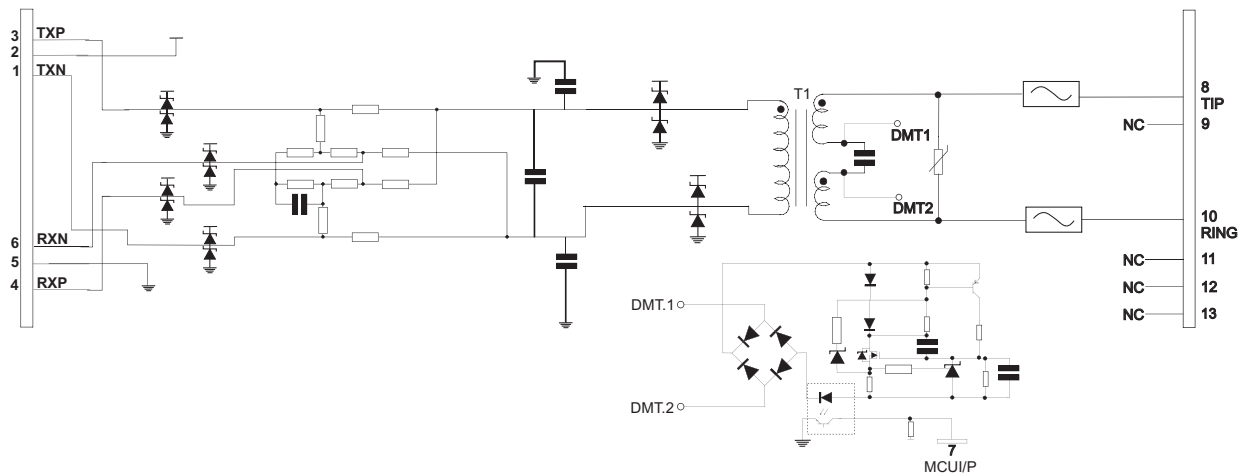 3 TXP
2
1 TXN
6 RXN
5
4 RXP
T1
DMT1
DMT2
8
TIP
NC 9
10
RING
NC 11
NC 12
NC 13
DMT.1
DMT.2
7
MCUI/P